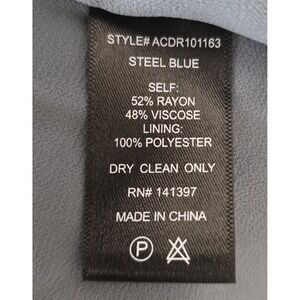 STYLE# ACDR101163
STEEL BLUE
SELF:
52% RAYON
48% VISCOSE
LINING:
100% POLYESTER
DRY CLEAN ONLY
RN# 141397
MADE IN CHINA
P